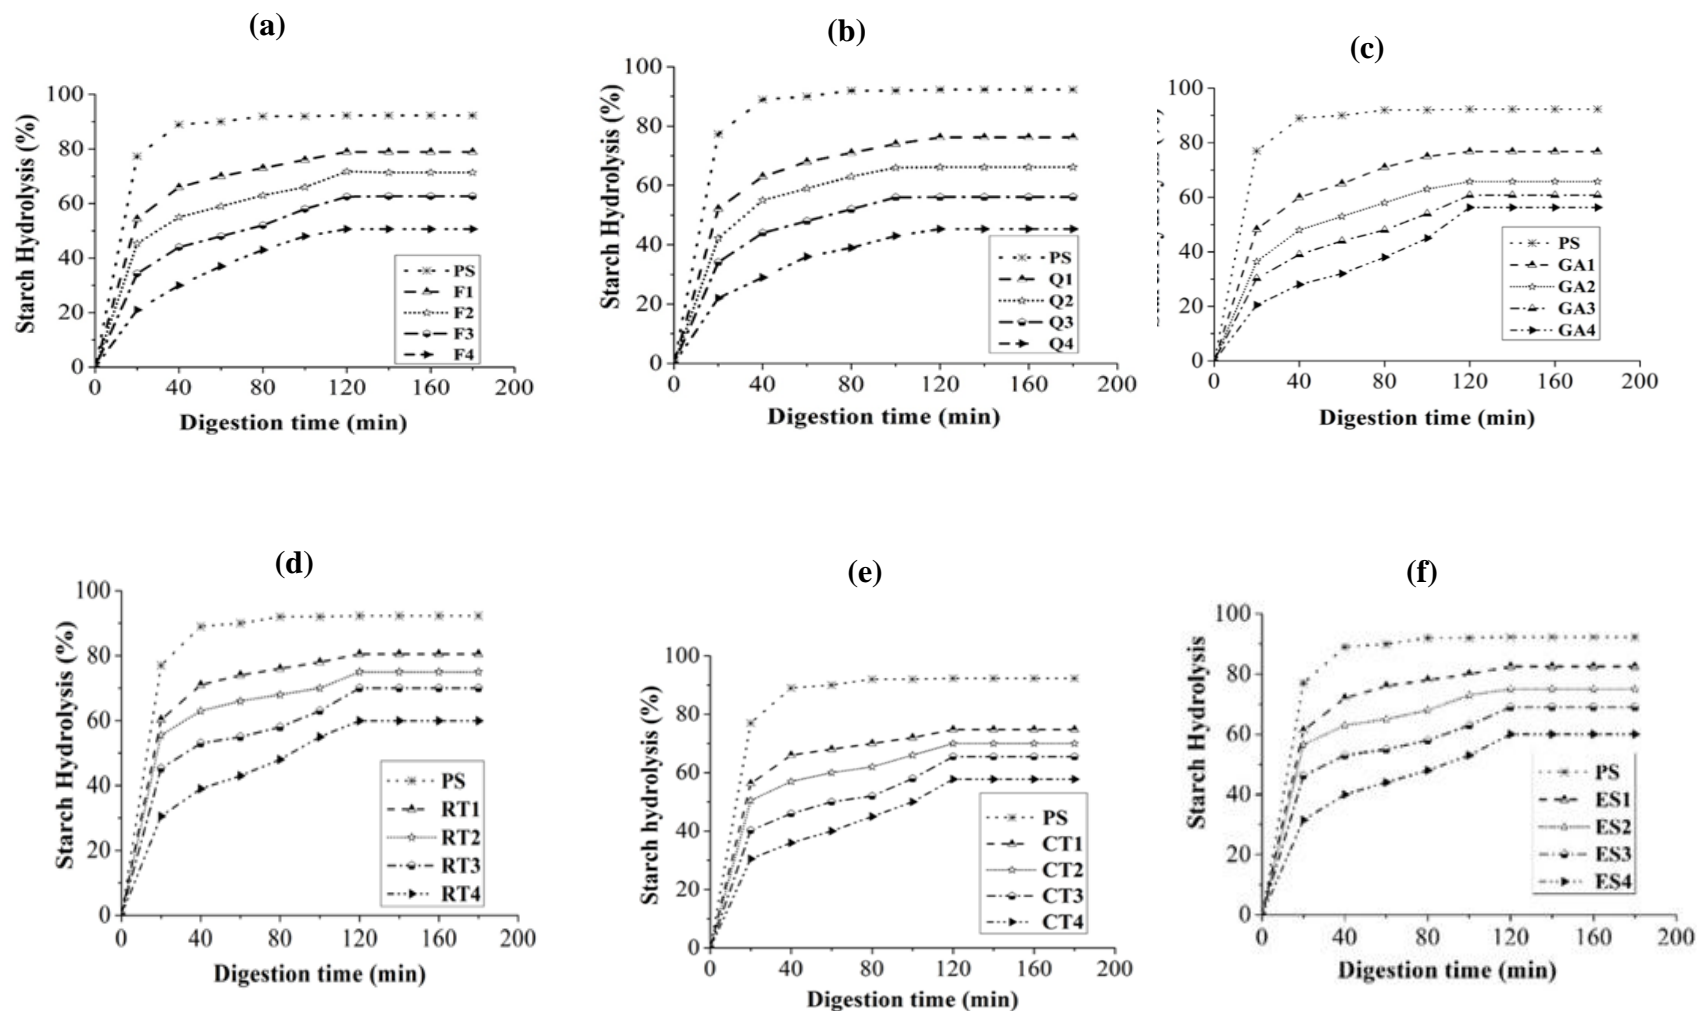 (a)
Starch Hydrolysis (%)
100
80
60
40
20
0
0 40 80 120 160 200
Digestion time (min)
PS
F1
F2
F3
F4
(b)
Starch Hydrolysis (%)
100
80
60
40
20
0
0 40 80 120 160 200
Digestion time (min)
PS
Q1
Q2
Q3
Q4
(c)
100
80
60
40
20
0
0 40 80 120 160 200
Digestion time (min)
PS
GA1
GA2
GA3
GA4
(d)
Starch Hydrolysis (%)
100
80
60
40
20
0
0 40 80 120 160 200
Digestion time (min)
PS
RT1
RT2
RT3
RT4
(e)
Starch hydrolysis (%)
100
80
60
40
20
0
0 40 80 120 160 200
Digestion time (min)
PS
CT1
CT2
CT3
CT4
(f)
Starch Hydrolysis
100
80
60
40
20
0
0 40 80 120 160 200
Digestion time (min)
PS
ES1
ES2
ES3
ES4